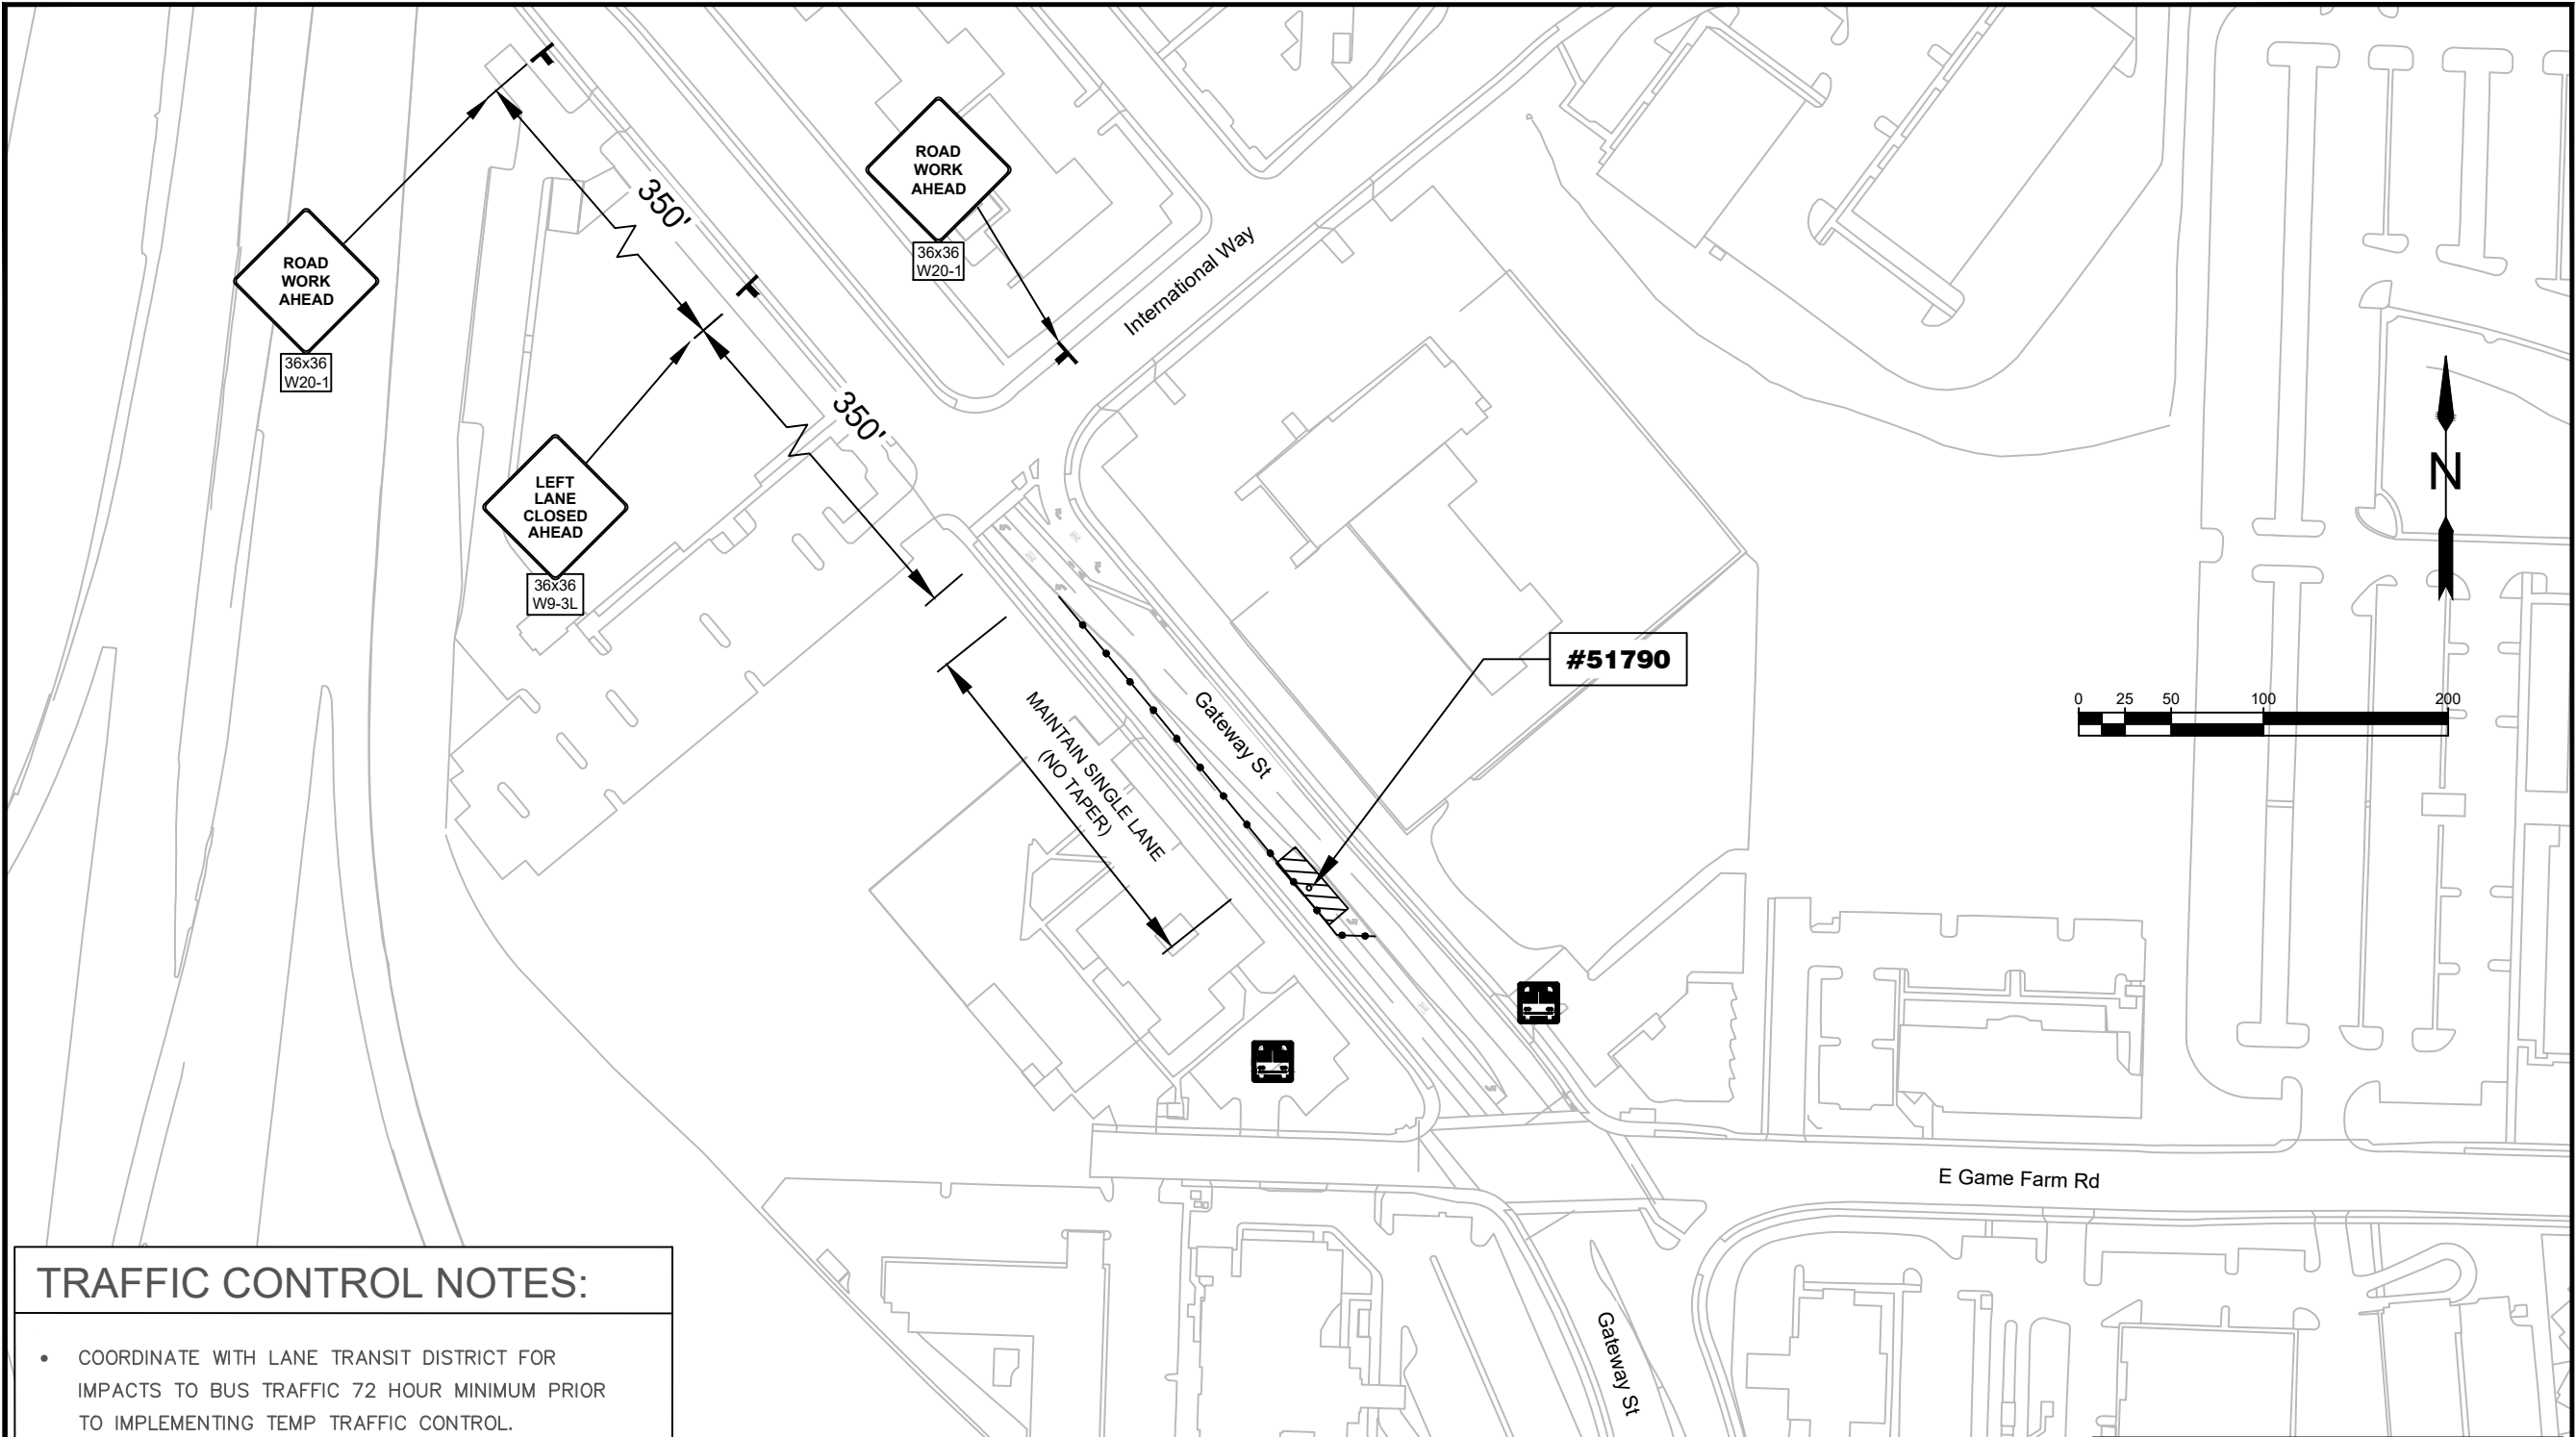 350'
ROAD
WORK
AHEAD
36x36
W20-1
ROAD
WORK
AHEAD
36x36
W20-1
International Way
350'
LEFT
LANE
CLOSED
AHEAD
36x36
W9-3L
N
#51790
0 25 50 100 200
Gateway St
MAINTAIN SINGLE LANE
(NO TAPER)
E Game Farm Rd
Gateway St
TRAFFIC CONTROL NOTES:
• COORDINATE WITH LANE TRANSIT DISTRICT FOR
IMPACTS TO BUS TRAFFIC 72 HOUR MINIMUM PRIOR
TO IMPLEMENTING TEMP TRAFFIC CONTROL.